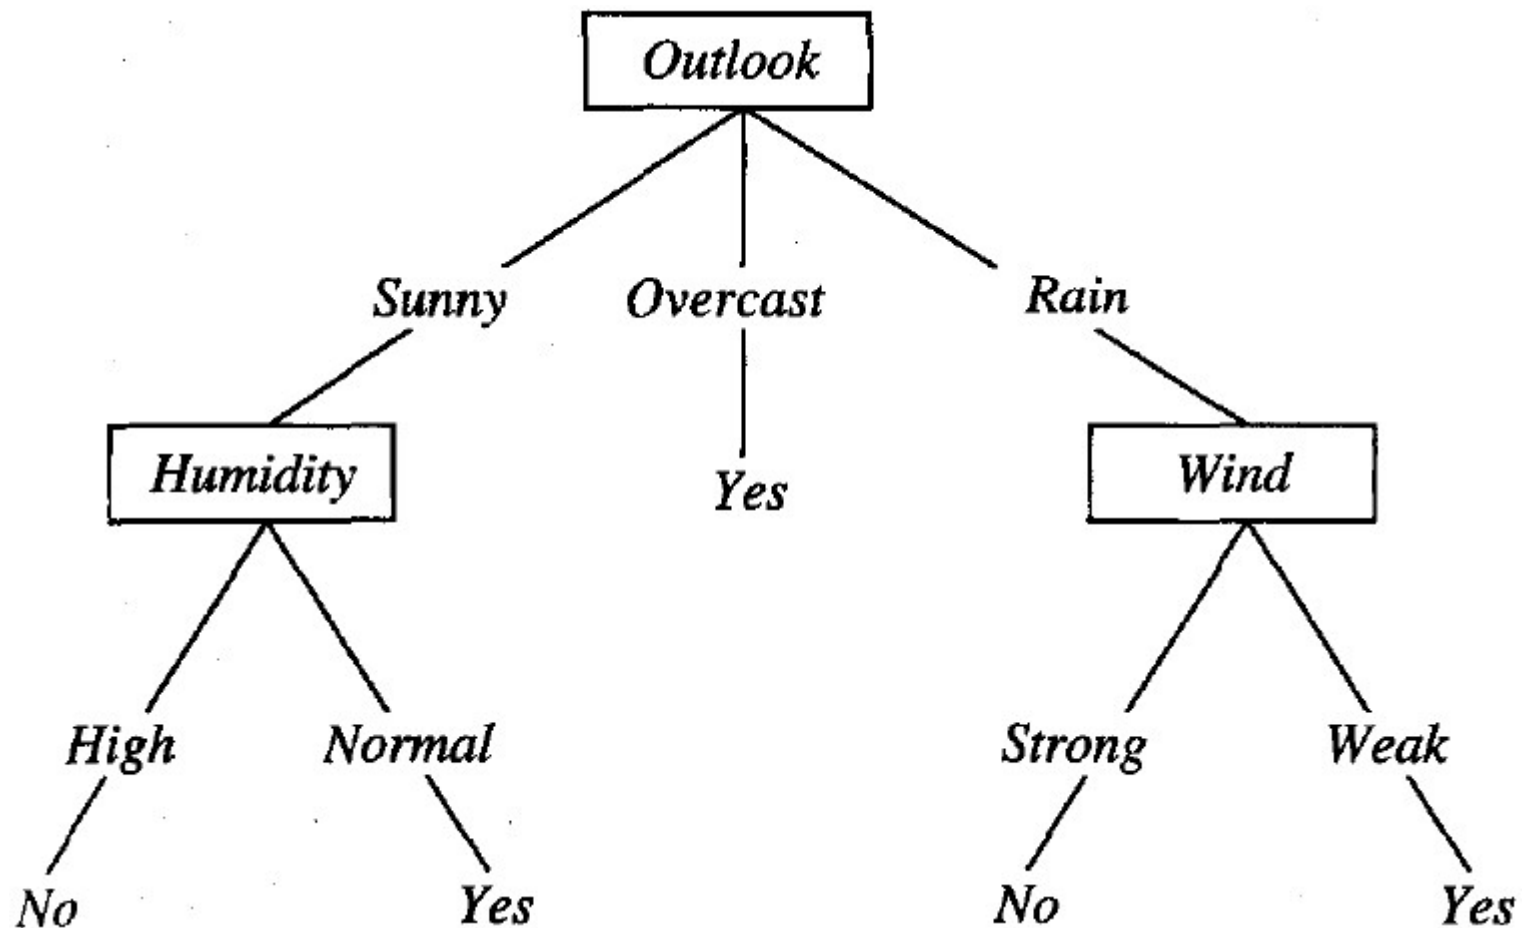 Outlook
Sunny Overcast Rain
Humidity Yes Wind
High Normal Strong Weak
No Yes No Yes